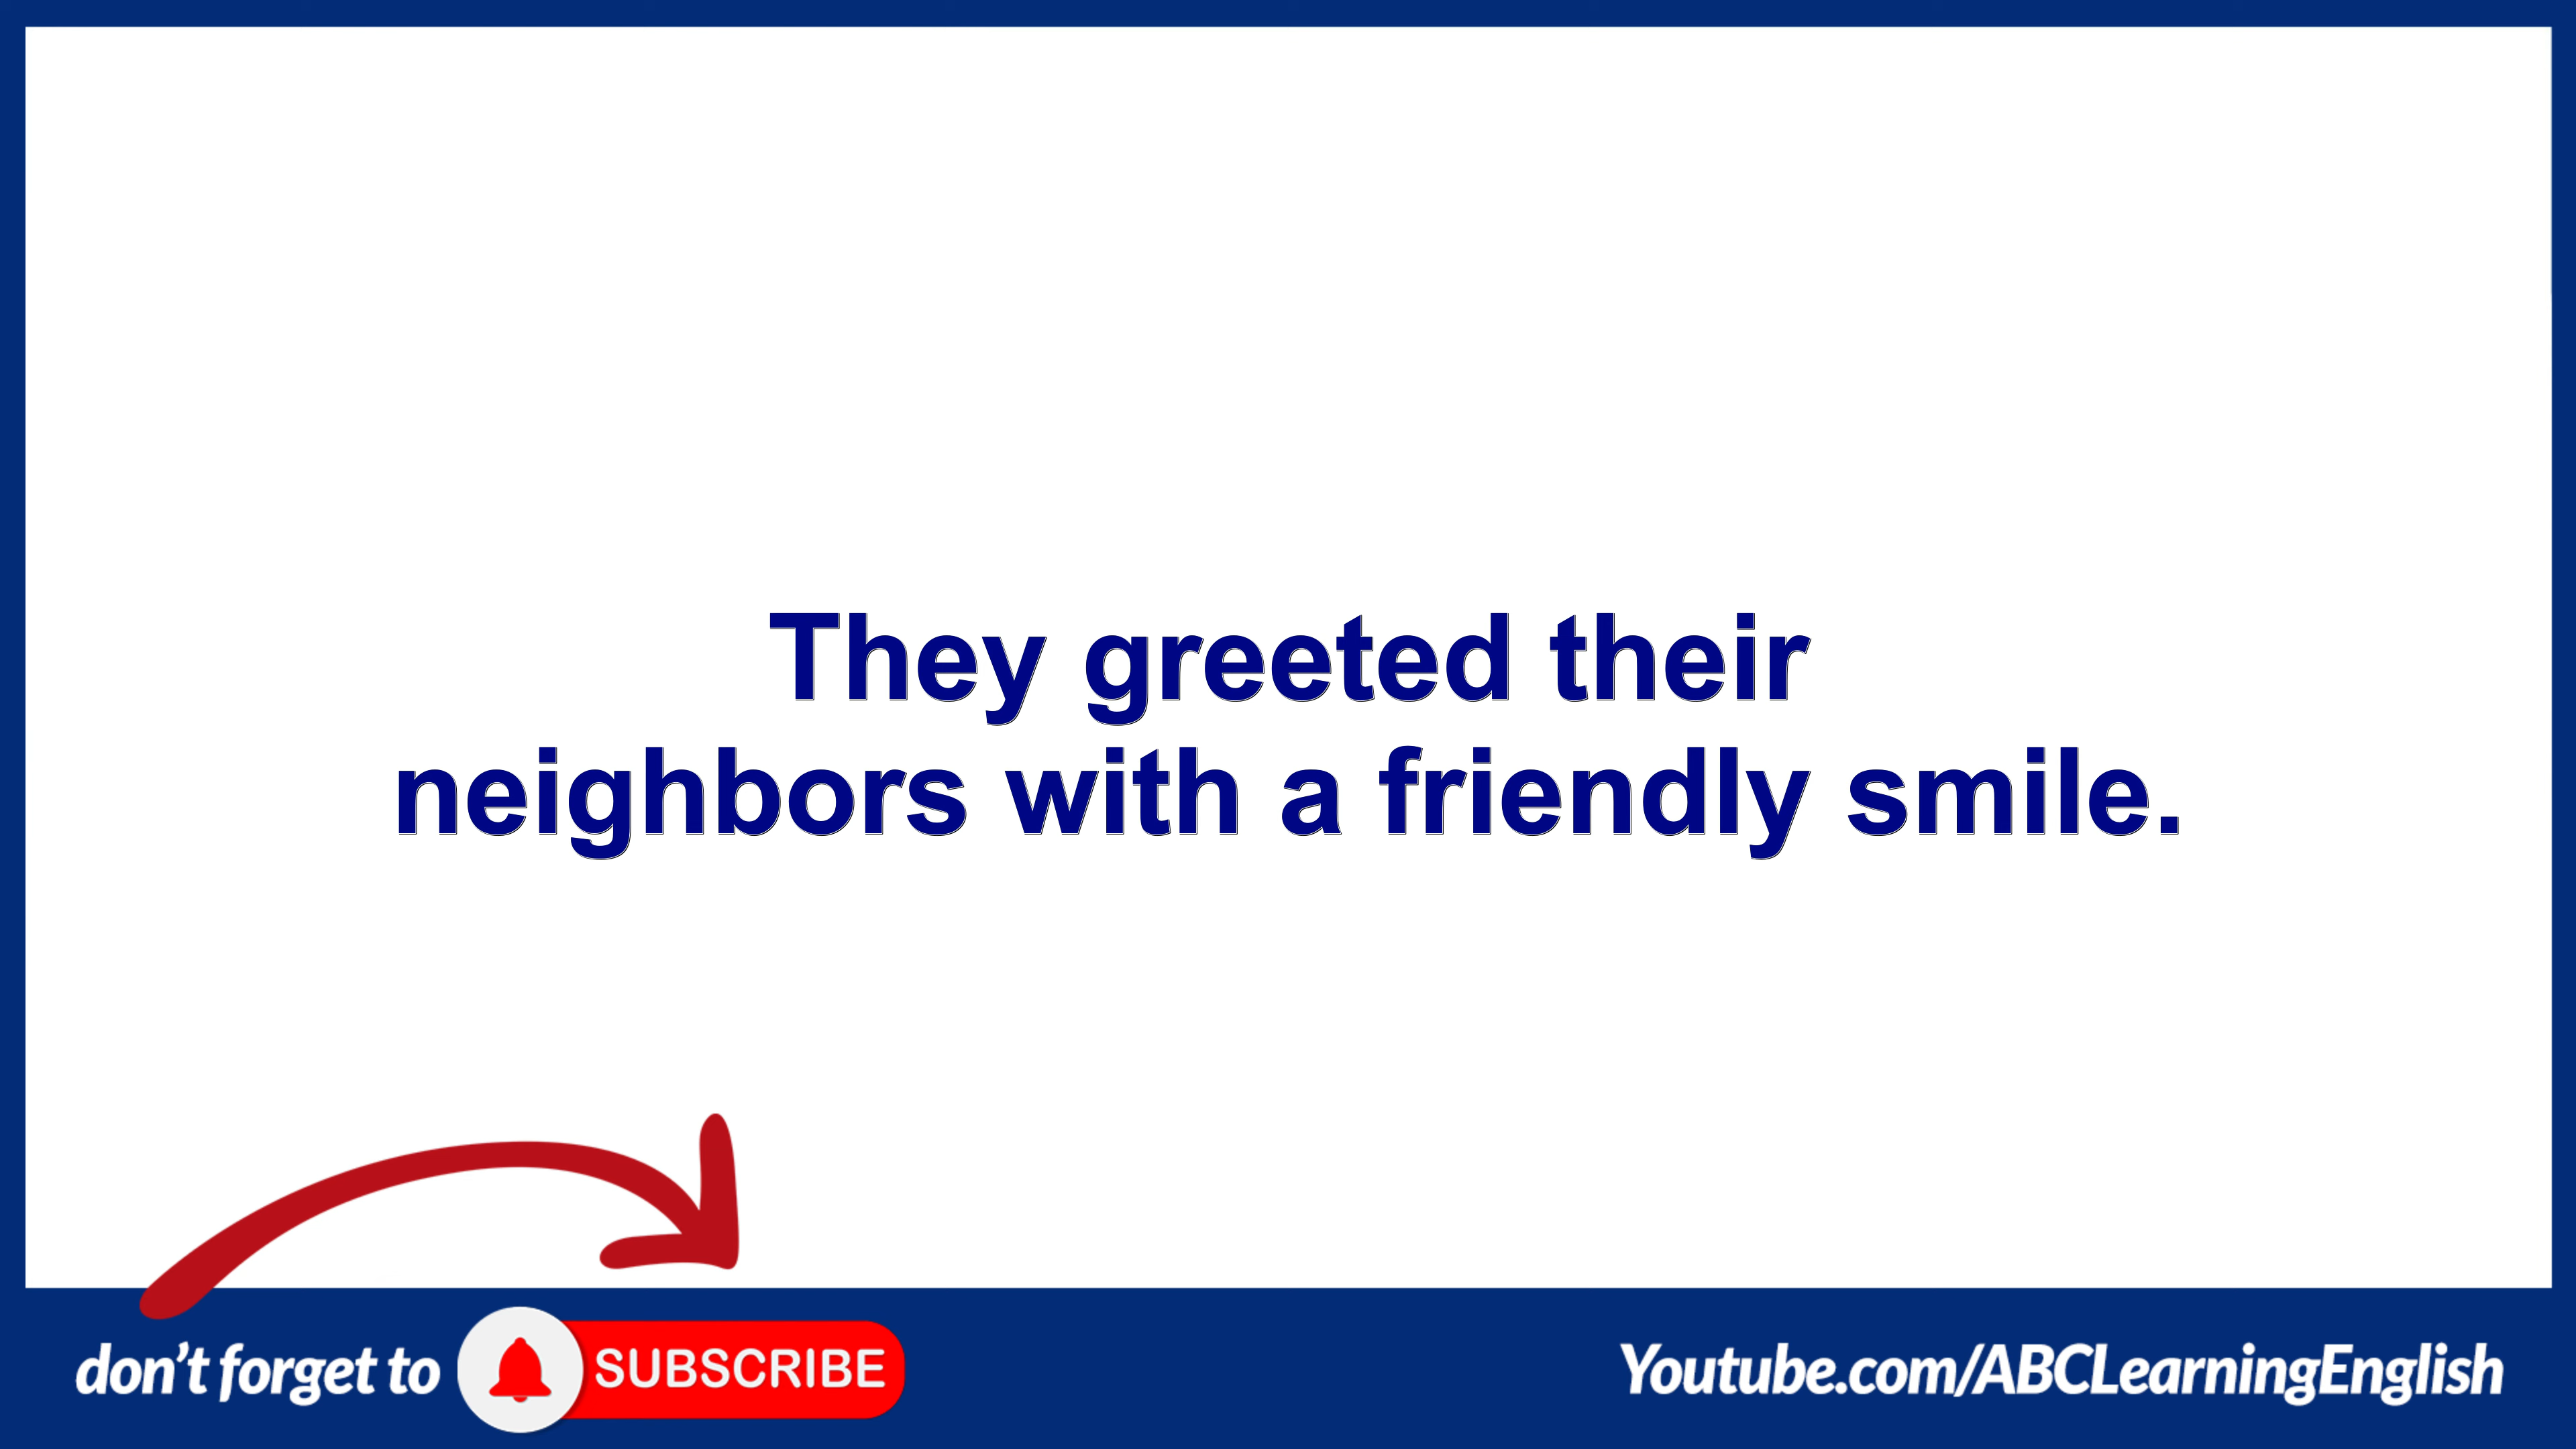 They greeted their
neighbors with a friendly smile.
don't forget to SUBSCRIBE Youtube.com/ABCLearningEnglish